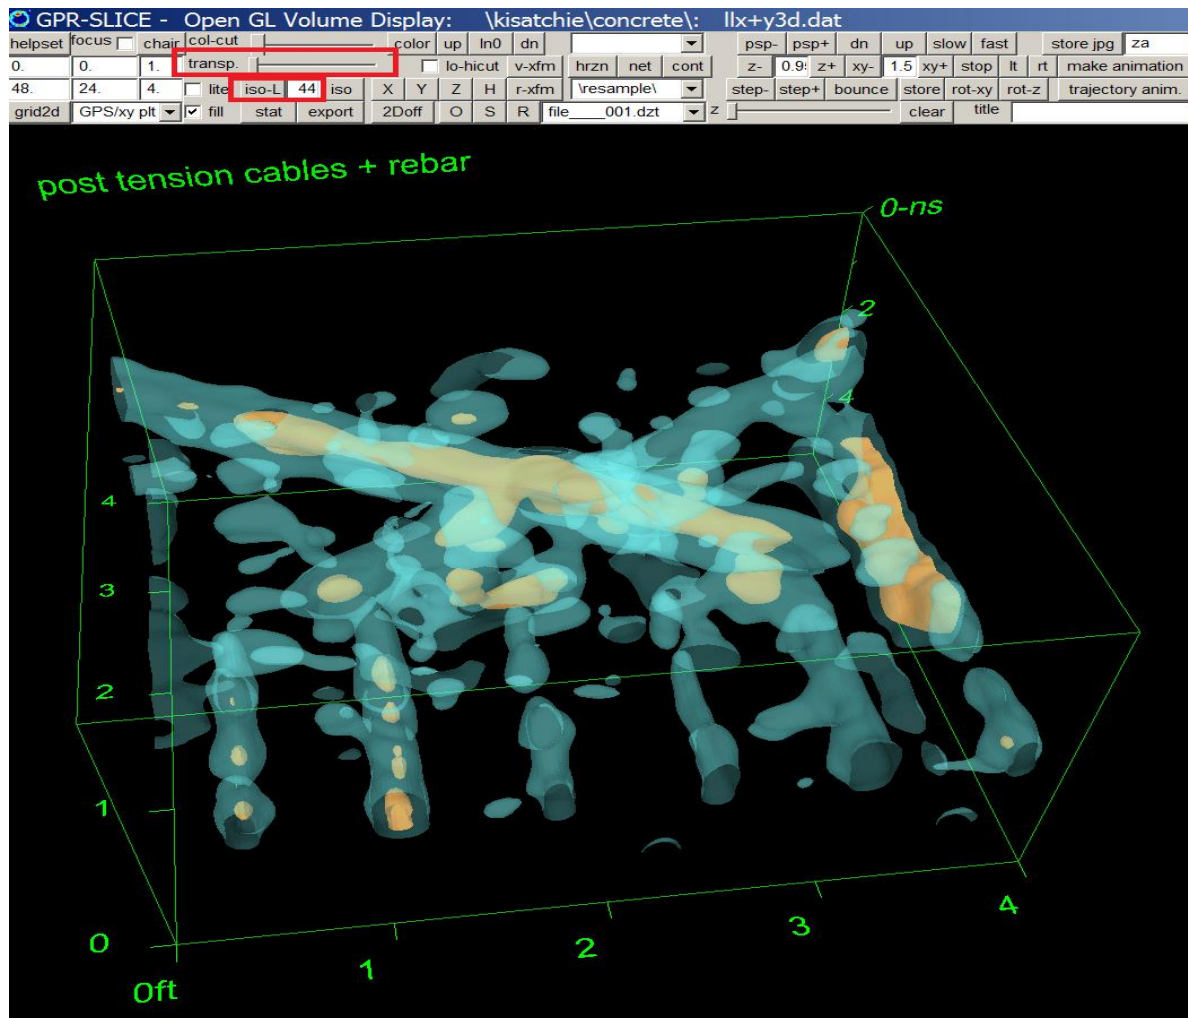 GPR-SLICE - Open GL Volume Display: \kisatchie\concrete\: llx+y3d.dat
helpset focus chair col-cut color up ln0 dn psp- psp+ dn up slow fast store jpg za
0. 0. 1. transp. lo-hicut v-xfm hrzn net cont z- 0.9 z+ xy- 1.5 xy+ stop lt rt make animation
48. 24. 4. lite iso-L 44 iso X Y Z H r-xfm \resample\ step- step+ bounce store rot-xy rot-z trajectory anim.
grid2d GPS/xy plt fill stat export 2Doff O S R file____001.dzt z clear title
post tension cables + rebar
0-ns
2
4
4
3
2
1
0
0ft
1
2
3
4